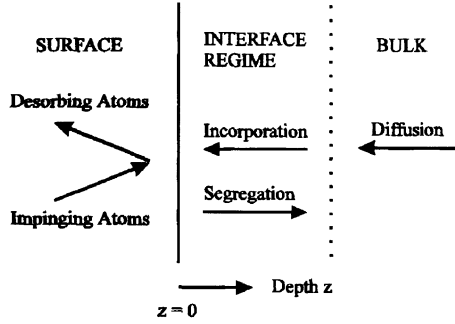 SURFACE
INTERFACE
REGIME
BULK
Desorbing Atoms
Incorporation
Diffusion
Segregation
Impinging Atoms
Depth z
z = 0